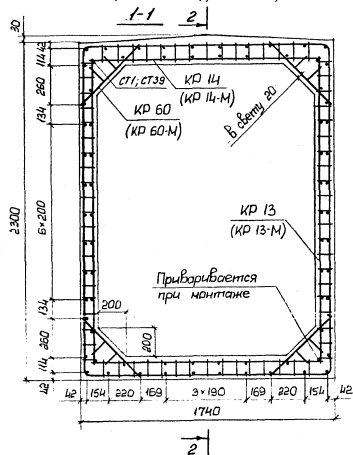 1-1
2
30
42
114
260
134
6×200
2300
134
260
114
42
СТ1; СТ39
КР 14
(КР 14-М)
КР 60
(КР 60-М)
В свету 20
КР 13
(КР 13-М)
Приваривается
при монтаже
200
200
42 154 220 169 3×190 169 220 154 42
1740
2